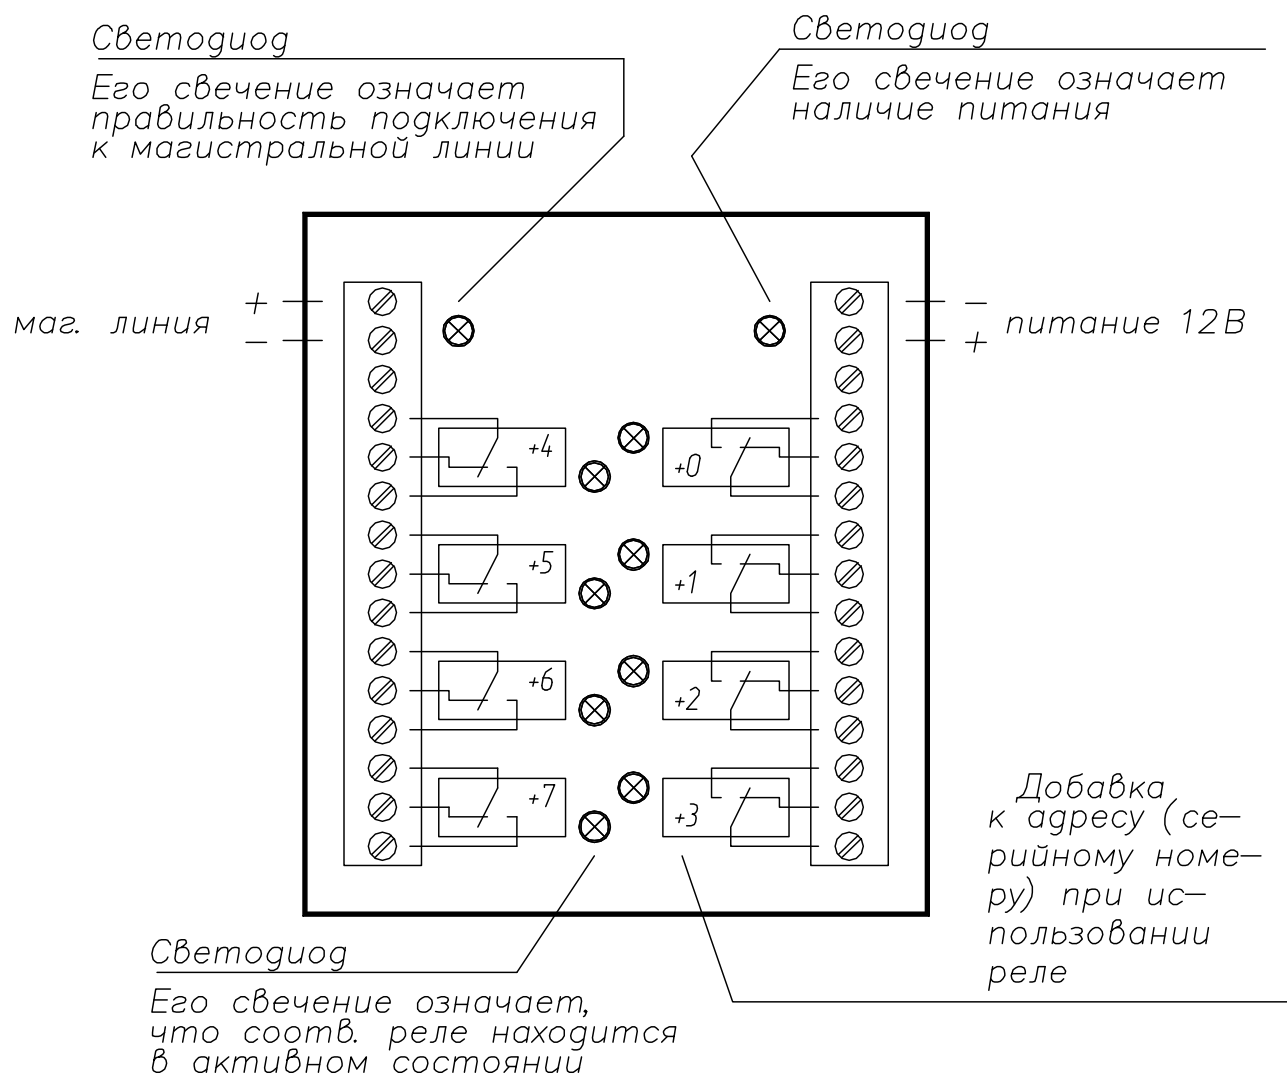 Светодиод
Его свечение означает
правильность подключения
к магистральной линии
Светодиод
Его свечение означает
наличие питания
+
маг. линия
−
−
питание 12В
+
+4
+0
+5
+1
+6
+2
+7
+3
Добавка
к адресу (се–
рийному номе–
ру) при ис–
пользовании
реле
Светодиод
Его свечение означает,
что соотв. реле находится
в активном состоянии